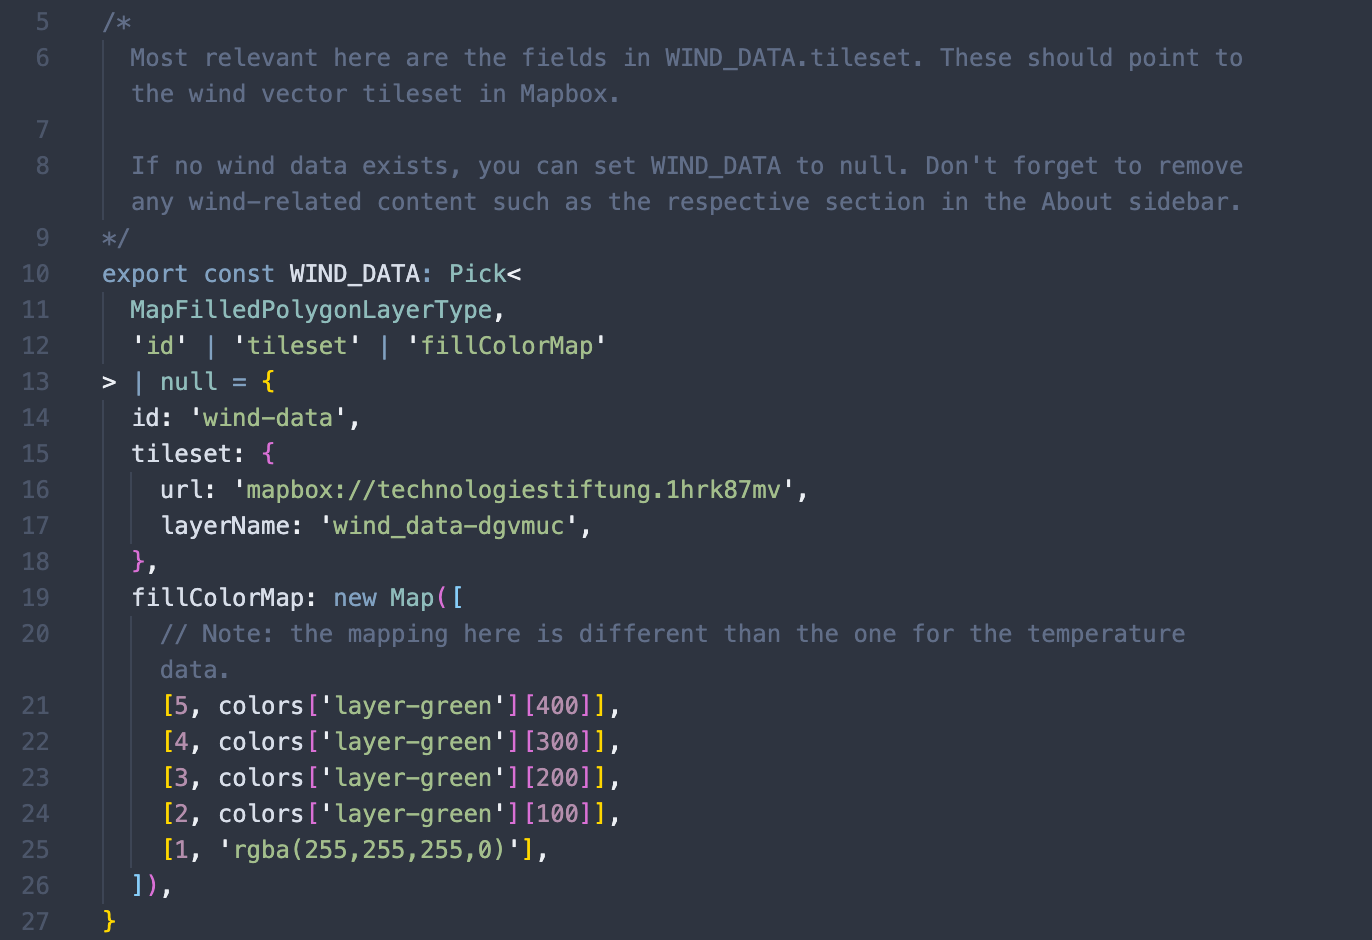 5 /*
6 Most relevant here are the fields in WIND_DATA.tileset. These should point to
the wind vector tileset in Mapbox.
7
8 If no wind data exists, you can set WIND_DATA to null. Don't forget to remove
any wind-related content such as the respective section in the About sidebar.
9 */
10 export const WIND_DATA: Pick<
11 MapFilledPolygonLayerType,
12 'id' | 'tileset' | 'fillColorMap'
13 > | null = {
14 id: 'wind-data',
15 tileset: {
16 url: 'mapbox://technologiestiftung.1hrk87mv',
17 layerName: 'wind_data-dgvmuc',
18 },
19 fillColorMap: new Map([
20 // Note: the mapping here is different than the one for the temperature
data.
21 [5, colors['layer-green'][400]],
22 [4, colors['layer-green'][300]],
23 [3, colors['layer-green'][200]],
24 [2, colors['layer-green'][100]],
25 [1, 'rgba(255,255,255,0)'],
26 ]),
27 }